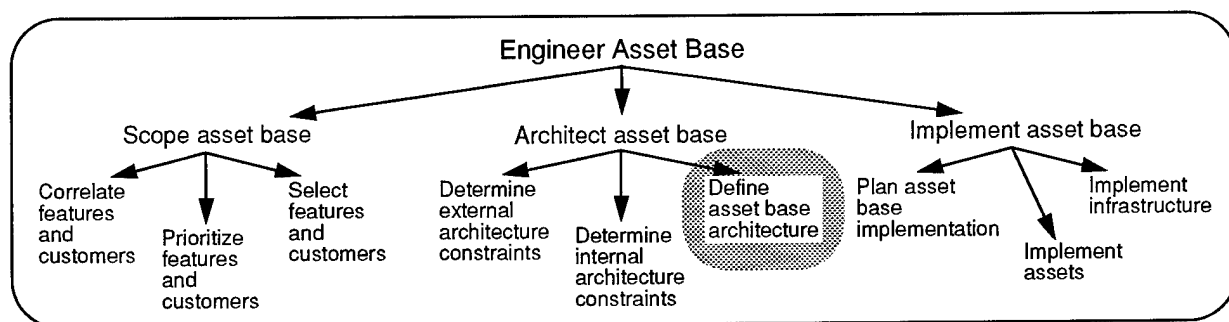 Engineer Asset Base
Scope asset base
Architect asset base
Implement asset base
Correlate
features
and
customers
Prioritize
features
and
customers
Select
features
and
customers
Determine
external
architecture
constraints
Determine
internal
architecture
constraints
Define
asset base
architecture
Plan asset
base
implementation
Implement
assets
Implement
infrastructure